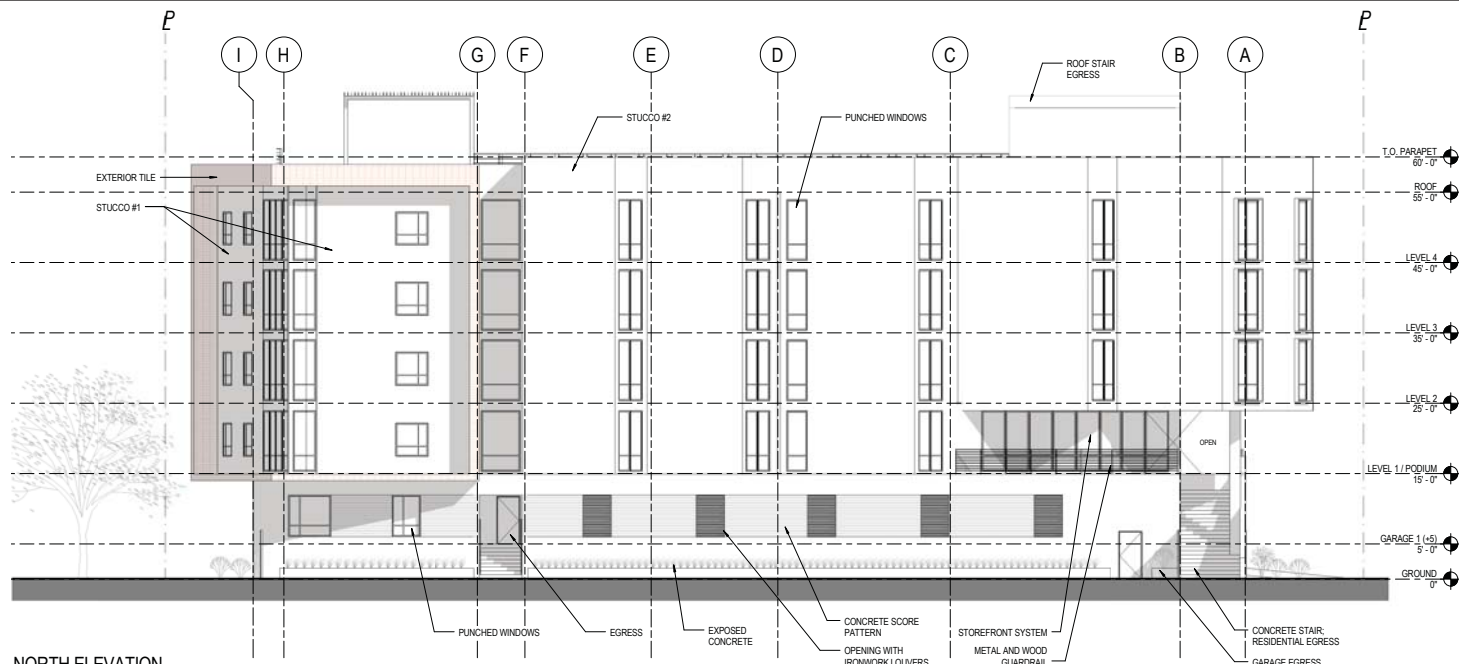 P P
I H G F E D C B A
ROOF STAIR
EGRESS
STUCCO #2
PUNCHED WINDOWS
T.O. PARAPET
60' - 0"
EXTERIOR TILE
ROOF
55' - 0"
STUCCO #1
LEVEL 4
45' - 0"
LEVEL 3
35' - 0"
LEVEL 2
25' - 0"
OPEN
LEVEL 1 / PODIUM
15' - 0"
GARAGE 1 (+5)
5' - 0"
GROUND
0"
PUNCHED WINDOWS
EGRESS
EXPOSED
CONCRETE
CONCRETE SCORE
PATTERN
OPENING WITH
IRONWORK LOUVERS
STOREFRONT SYSTEM
METAL AND WOOD
GUARDRAIL
CONCRETE STAIR;
RESIDENTIAL EGRESS
GARAGE EGRESS
NORTH ELEVATION